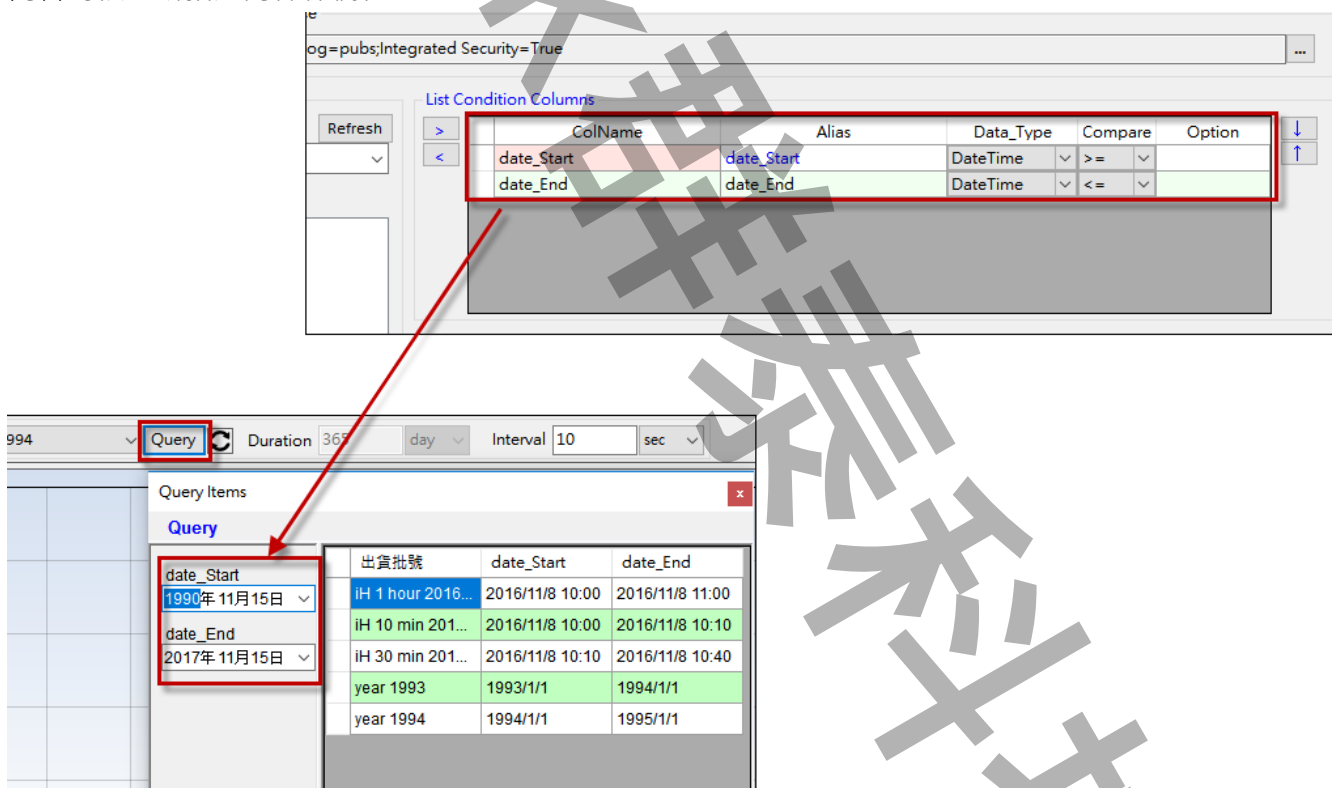 og=pubs;Integrated Security=True
...
List Condition Columns
Refresh
>
<
ColName Alias Data_Type Compare Option
date_Start date_Start DateTime >=
date_End date_End DateTime <=
↓
↑
994 Query Duration 365 day Interval 10 sec
Query Items
x
Query
date_Start
1990年11月15日
date_End
2017年11月15日
出貨批號 date_Start date_End
iH 1 hour 2016... 2016/11/8 10:00 2016/11/8 11:00
iH 10 min 201... 2016/11/8 10:00 2016/11/8 10:10
iH 30 min 201... 2016/11/8 10:10 2016/11/8 10:40
year 1993 1993/1/1 1994/1/1
year 1994 1994/1/1 1995/1/1
群泰科技